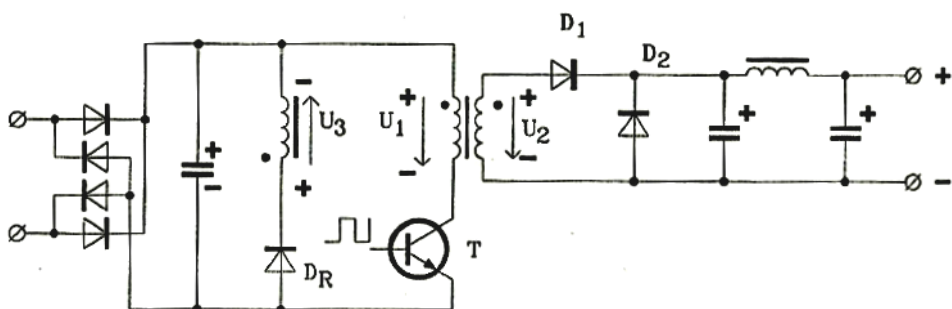 D1
D2
U3
U1
U2
+
-
+
-
+
-
+
-
+
+
+
-
T
DR